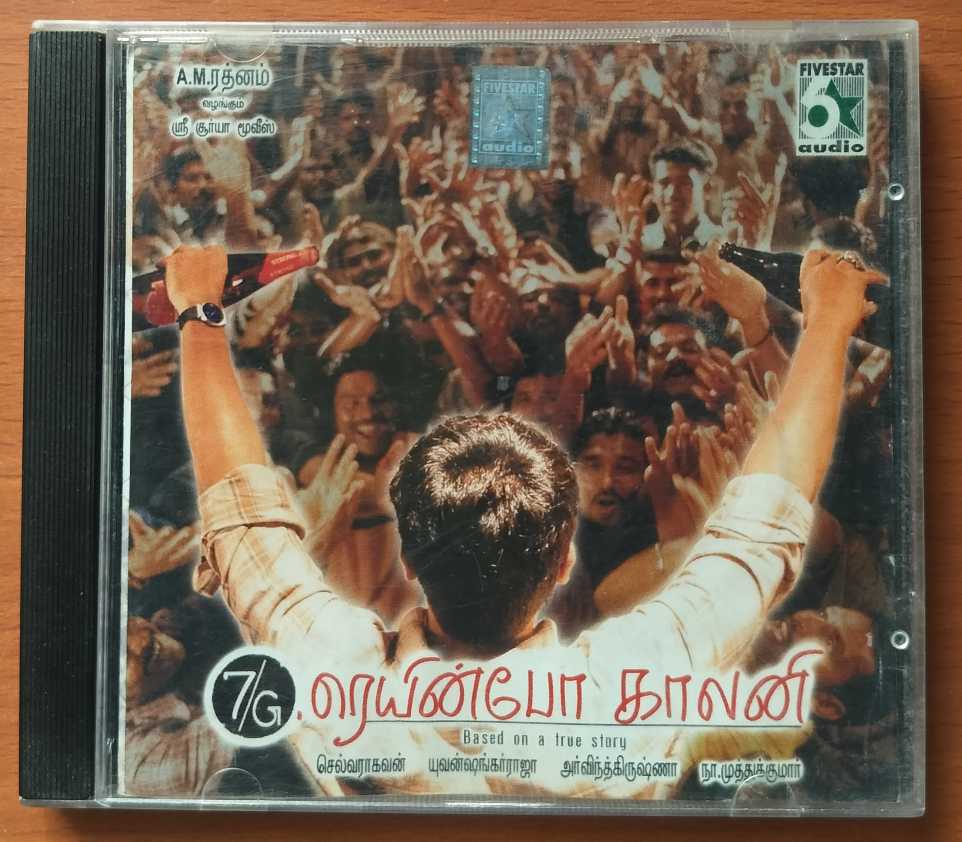 A.M.ரத்னம்
வழங்கும்
ஸ்ரீ சூர்யா மூவீஸ்
FIVESTAR
audio
FIVESTAR
audio
7/G. ரெயின்போ காலனி
Based on a true story
செல்வராகவன் யுவன்ஷங்கர்ராஜா அர்விந்த்கிருஷ்ணா நா.முத்துக்குமார்